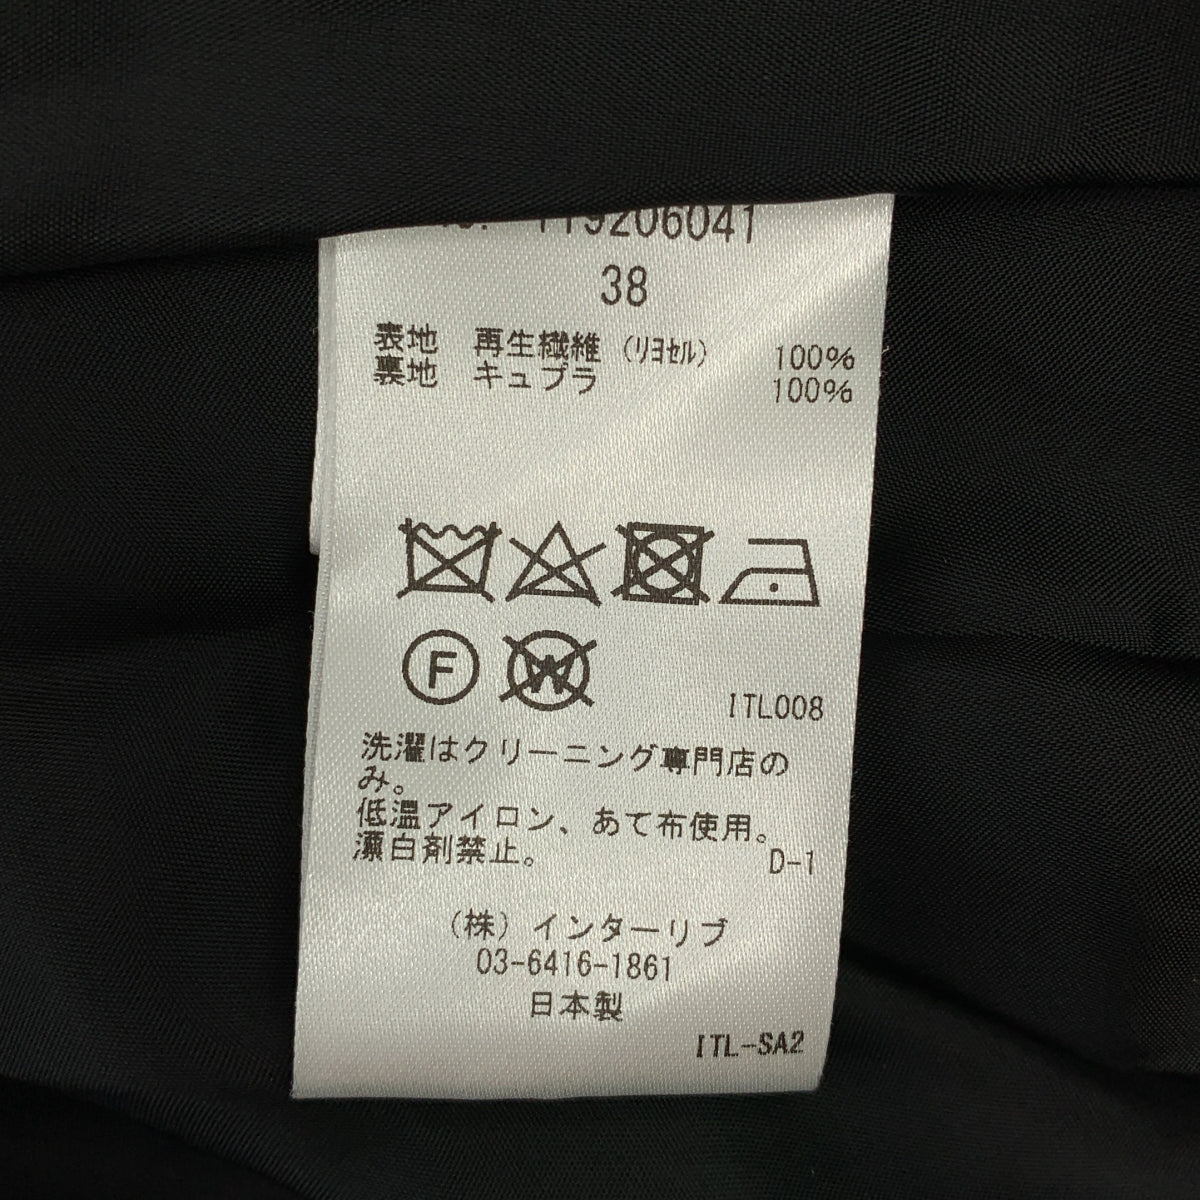 119206041
38
表地 再生繊維 (リヨセル) 100%
裏地 キュプラ 100%
F W
ITL008
洗濯はクリーニング専門店の
み。
低温アイロン、あて布使用。
漂白剤禁止。
D-1
(株) インターリブ
03-6416-1861
日本製
ITL-SA2